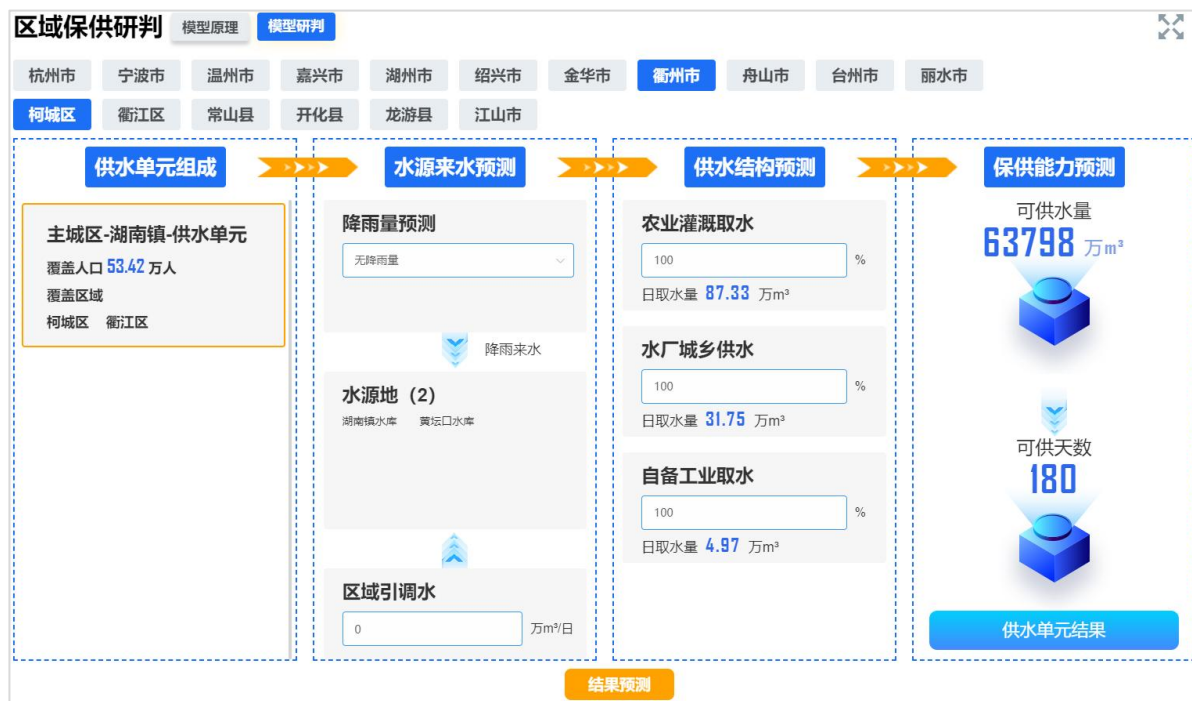 区域保供研判 模型原理 模型研判
杭州市 宁波市 温州市 嘉兴市 湖州市 绍兴市 金华市 衢州市 舟山市 台州市 丽水市
柯城区 衢江区 常山县 开化县 龙游县 江山市
供水单元组成
主城区-湖南镇-供水单元
覆盖人口 53.42 万人
覆盖区域
柯城区 衢江区
水源来水预测
降雨量预测
无降雨量
降雨来水
水源地（2）
湖南镇水库 黄坛口水库
区域引调水
0 万m³/日
供水结构预测
农业灌溉取水
100 %
日取水量 87.33 万m³
水厂城乡供水
100 %
日取水量 31.75 万m³
自备工业取水
100 %
日取水量 4.97 万m³
保供能力预测
可供水量
63798 万m³
可供天数
180
供水单元结果
结果预测